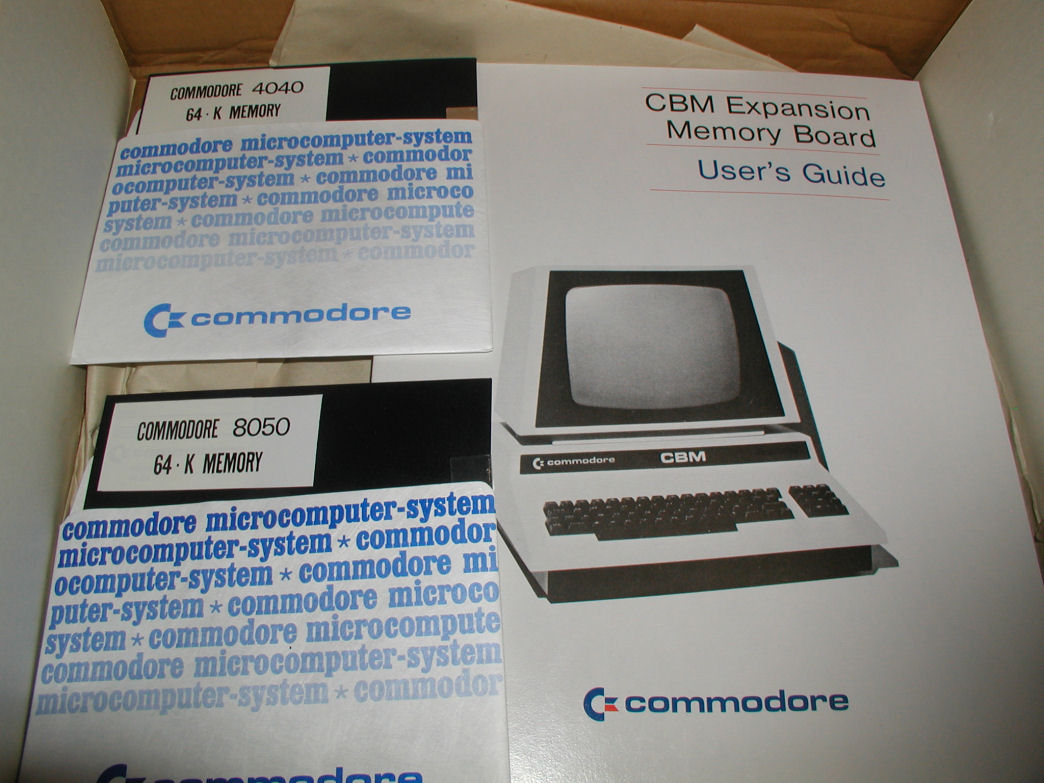 COMMODORE 4040
64·K MEMORY
commodore microcomputer-system
microcomputer-system * commodor
ocomputer-system * commodore mi
puter-system * commodore microco
system * commodore microcompute
commodore microcomputer-system
microcomputer-system * commodor
commodore
COMMODORE 8050
64·K MEMORY
commodore microcomputer-system
microcomputer-system * commodor
ocomputer-system * commodore mi
puter-system * commodore microco
system * commodore microcompute
commodore microcomputer-system
microcomputer-system * commodor
commodore
CBM Expansion
Memory Board
User's Guide
commodore CBM
commodore